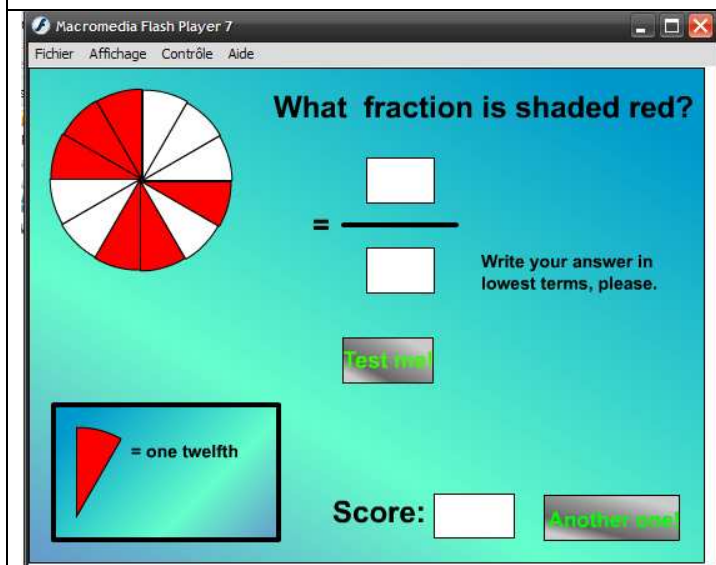 Macromedia Flash Player 7
Fichier Affichage Contrôle Aide
What fraction is shaded red?
=
Write your answer in
lowest terms, please.
Test me!
= one twelfth
Score:
Another one!